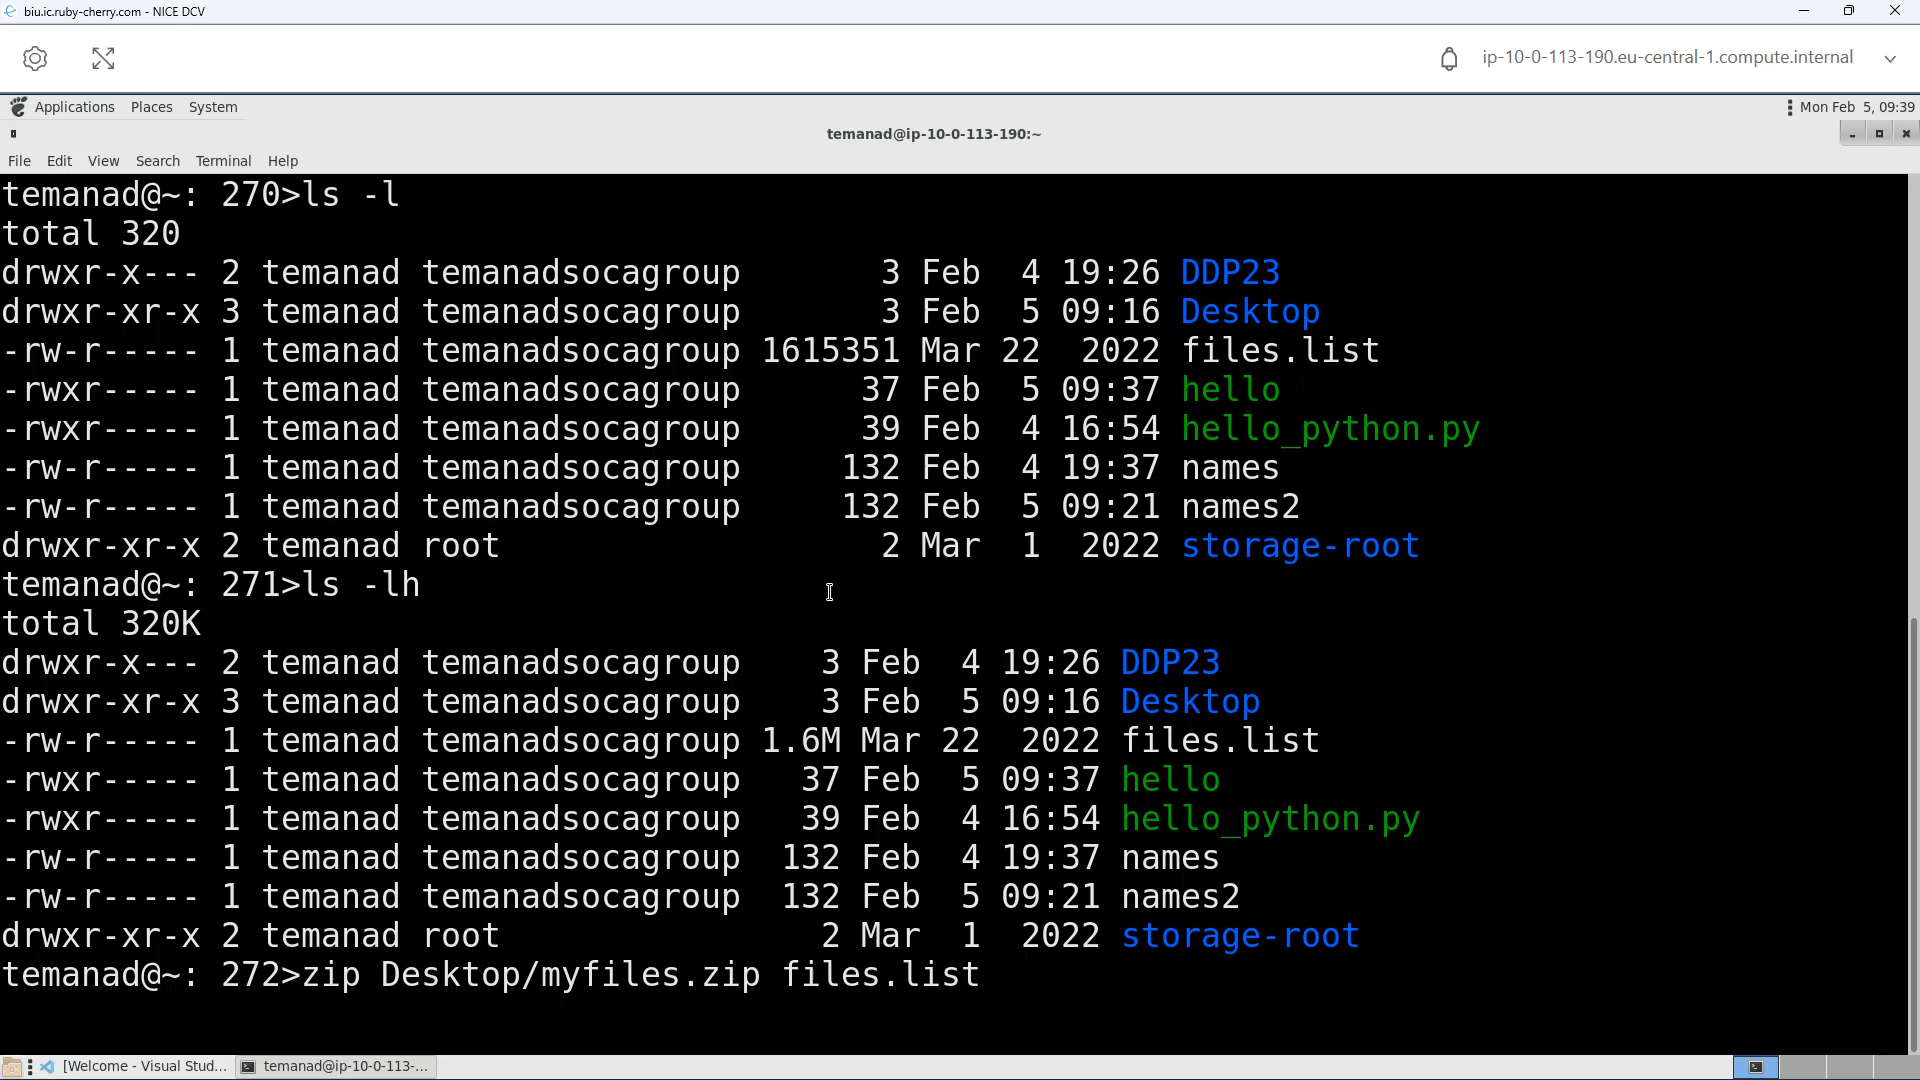 biu.ic.ruby-cherry.com - NICE DCV
ip-10-0-113-190.eu-central-1.compute.internal
Applications Places System Mon Feb 5, 09:39
temanad@ip-10-0-113-190:~
File Edit View Search Terminal Help
temanad@~: 270>ls -l
total 320
drwxr-x--- 2 temanad temanadsocagroup       3 Feb  4 19:26 DDP23
drwxr-xr-x 3 temanad temanadsocagroup       3 Feb  5 09:16 Desktop
-rw-r----- 1 temanad temanadsocagroup 1615351 Mar 22  2022 files.list
-rwxr----- 1 temanad temanadsocagroup      37 Feb  5 09:37 hello
-rwxr----- 1 temanad temanadsocagroup      39 Feb  4 16:54 hello_python.py
-rw-r----- 1 temanad temanadsocagroup     132 Feb  4 19:37 names
-rw-r----- 1 temanad temanadsocagroup     132 Feb  5 09:21 names2
drwxr-xr-x 2 temanad root                   2 Mar  1  2022 storage-root
temanad@~: 271>ls -lh
total 320K
drwxr-x--- 2 temanad temanadsocagroup    3 Feb  4 19:26 DDP23
drwxr-xr-x 3 temanad temanadsocagroup    3 Feb  5 09:16 Desktop
-rw-r----- 1 temanad temanadsocagroup 1.6M Mar 22  2022 files.list
-rwxr----- 1 temanad temanadsocagroup   37 Feb  5 09:37 hello
-rwxr----- 1 temanad temanadsocagroup   39 Feb  4 16:54 hello_python.py
-rw-r----- 1 temanad temanadsocagroup  132 Feb  4 19:37 names
-rw-r----- 1 temanad temanadsocagroup  132 Feb  5 09:21 names2
drwxr-xr-x 2 temanad root                2 Mar  1  2022 storage-root
temanad@~: 272>zip Desktop/myfiles.zip files.list
[Welcome - Visual Stud... temanad@ip-10-0-113-...